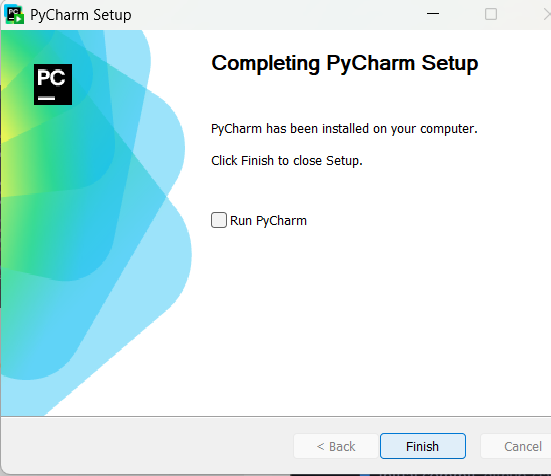 PyCharm Setup
PC
Completing PyCharm Setup
PyCharm has been installed on your computer.
Click Finish to close Setup.
Run PyCharm
< Back
Finish
Cancel